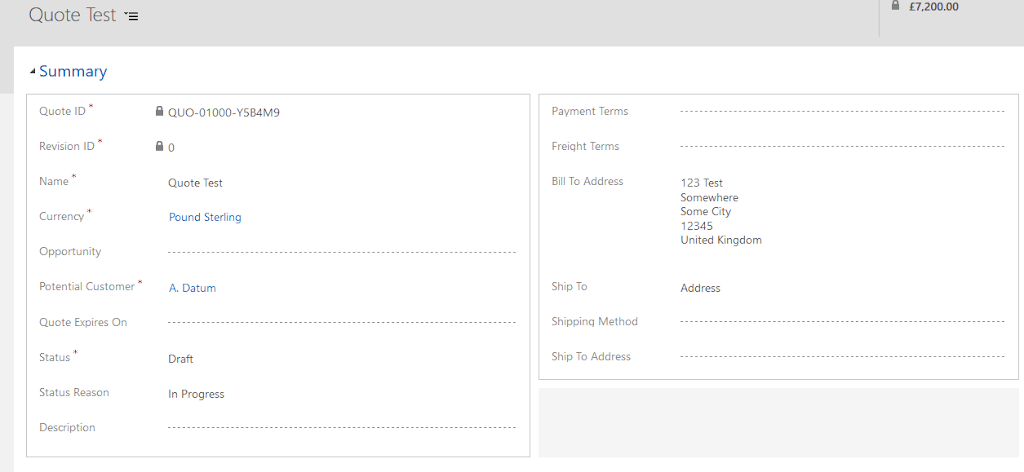 Quote Test
£7,200.00
Summary
Quote ID * QUO-01000-Y5B4M9
Revision ID * 0
Name * Quote Test
Currency * Pound Sterling
Opportunity
Potential Customer * A. Datum
Quote Expires On
Status * Draft
Status Reason In Progress
Description
Payment Terms
Freight Terms
Bill To Address 123 Test
Somewhere
Some City
12345
United Kingdom
Ship To Address
Shipping Method
Ship To Address